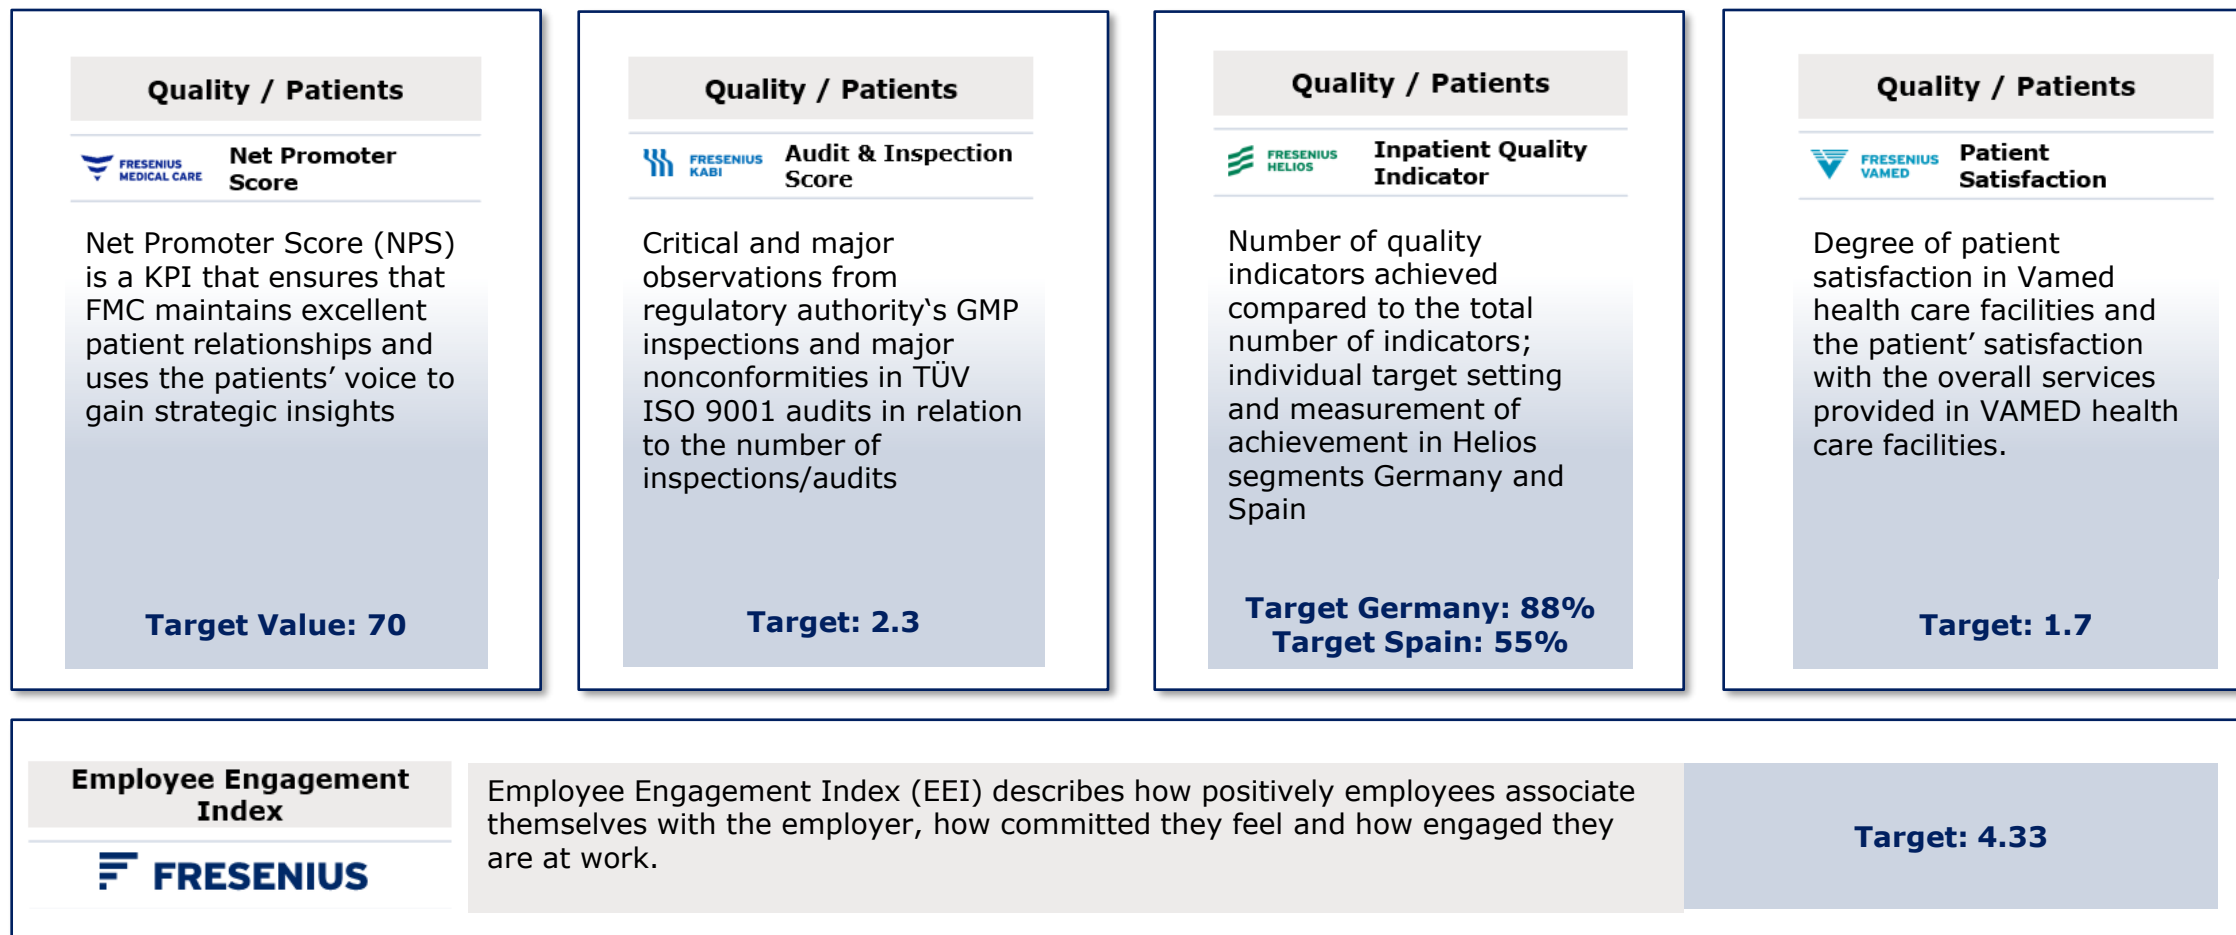 Quality / Patients
FRESENIUS
MEDICAL CARE
Net Promoter
Score
Net Promoter Score (NPS)
is a KPI that ensures that
FMC maintains excellent
patient relationships and
uses the patients’ voice to
gain strategic insights
Target Value: 70
Quality / Patients
FRESENIUS
KABI
Audit & Inspection
Score
Critical and major
observations from
regulatory authority‘s GMP
inspections and major
nonconformities in TÜV
ISO 9001 audits in relation
to the number of
inspections/audits
Target: 2.3
Quality / Patients
FRESENIUS
HELIOS
Inpatient Quality
Indicator
Number of quality
indicators achieved
compared to the total
number of indicators;
individual target setting
and measurement of
achievement in Helios
segments Germany and
Spain
Target Germany: 88%
Target Spain: 55%
Quality / Patients
FRESENIUS
VAMED
Patient
Satisfaction
Degree of patient
satisfaction in Vamed
health care facilities and
the patient’ satisfaction
with the overall services
provided in VAMED health
care facilities.
Target: 1.7
Employee Engagement
Index
FRESENIUS
Employee Engagement Index (EEI) describes how positively employees associate
themselves with the employer, how committed they feel and how engaged they
are at work.
Target: 4.33